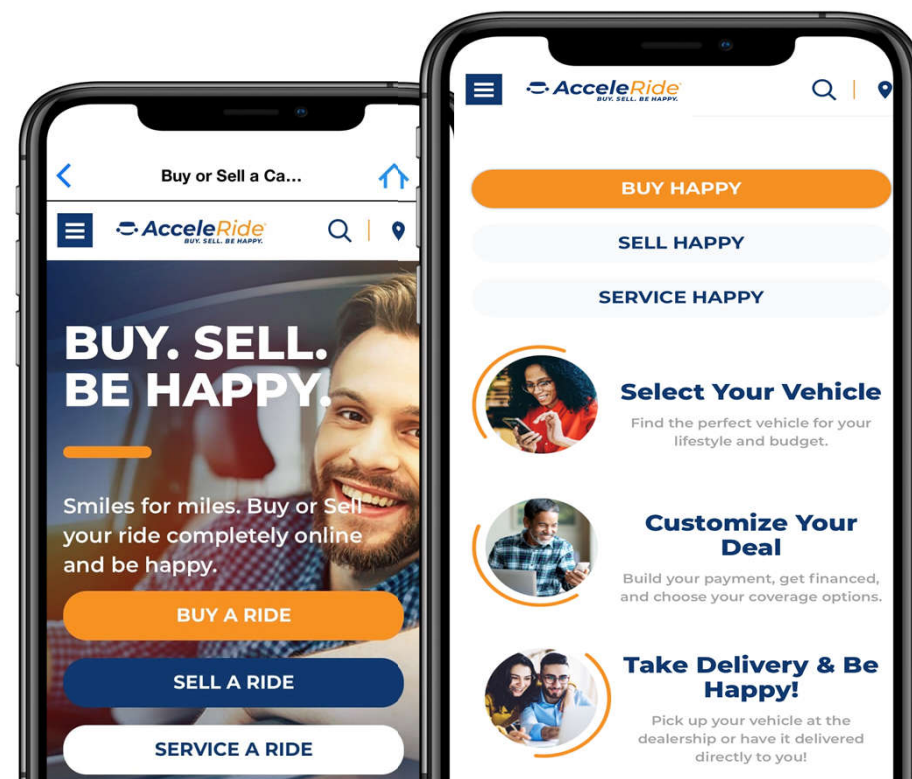 Buy or Sell a Ca...
AcceleRide
BUY. SELL. BE HAPPY.
BUY. SELL.
BE HAPPY.
Smiles for miles. Buy or Sell
your ride completely online
and be happy.
BUY A RIDE
SELL A RIDE
SERVICE A RIDE
AcceleRide
BUY. SELL. BE HAPPY.
BUY HAPPY
SELL HAPPY
SERVICE HAPPY
Select Your Vehicle
Find the perfect vehicle for your
lifestyle and budget.
Customize Your
Deal
Build your payment, get financed,
and choose your coverage options.
Take Delivery & Be
Happy!
Pick up your vehicle at the
dealership or have it delivered
directly to you!